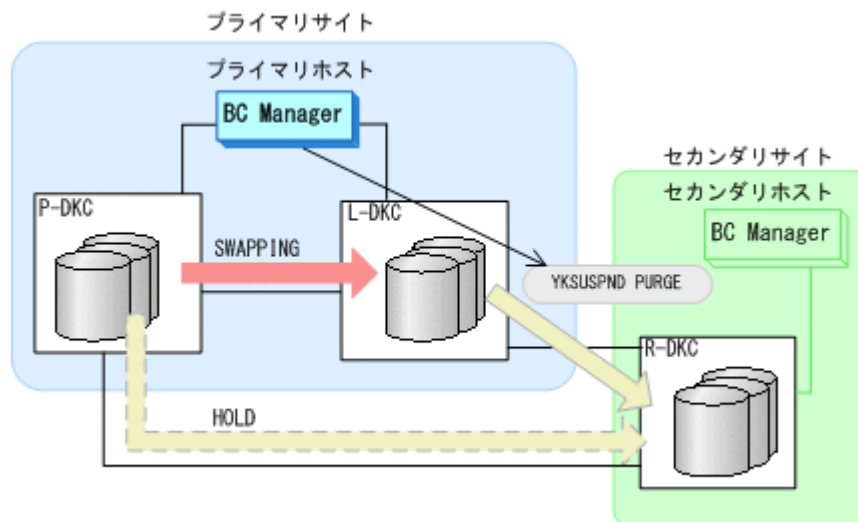 プライマリサイト
プライマリホスト
BC Manager
セカンダリサイト
セカンダリホスト
BC Manager
P-DKC
L-DKC
SWAPPING
YKSUSPND PURGE
R-DKC
HOLD